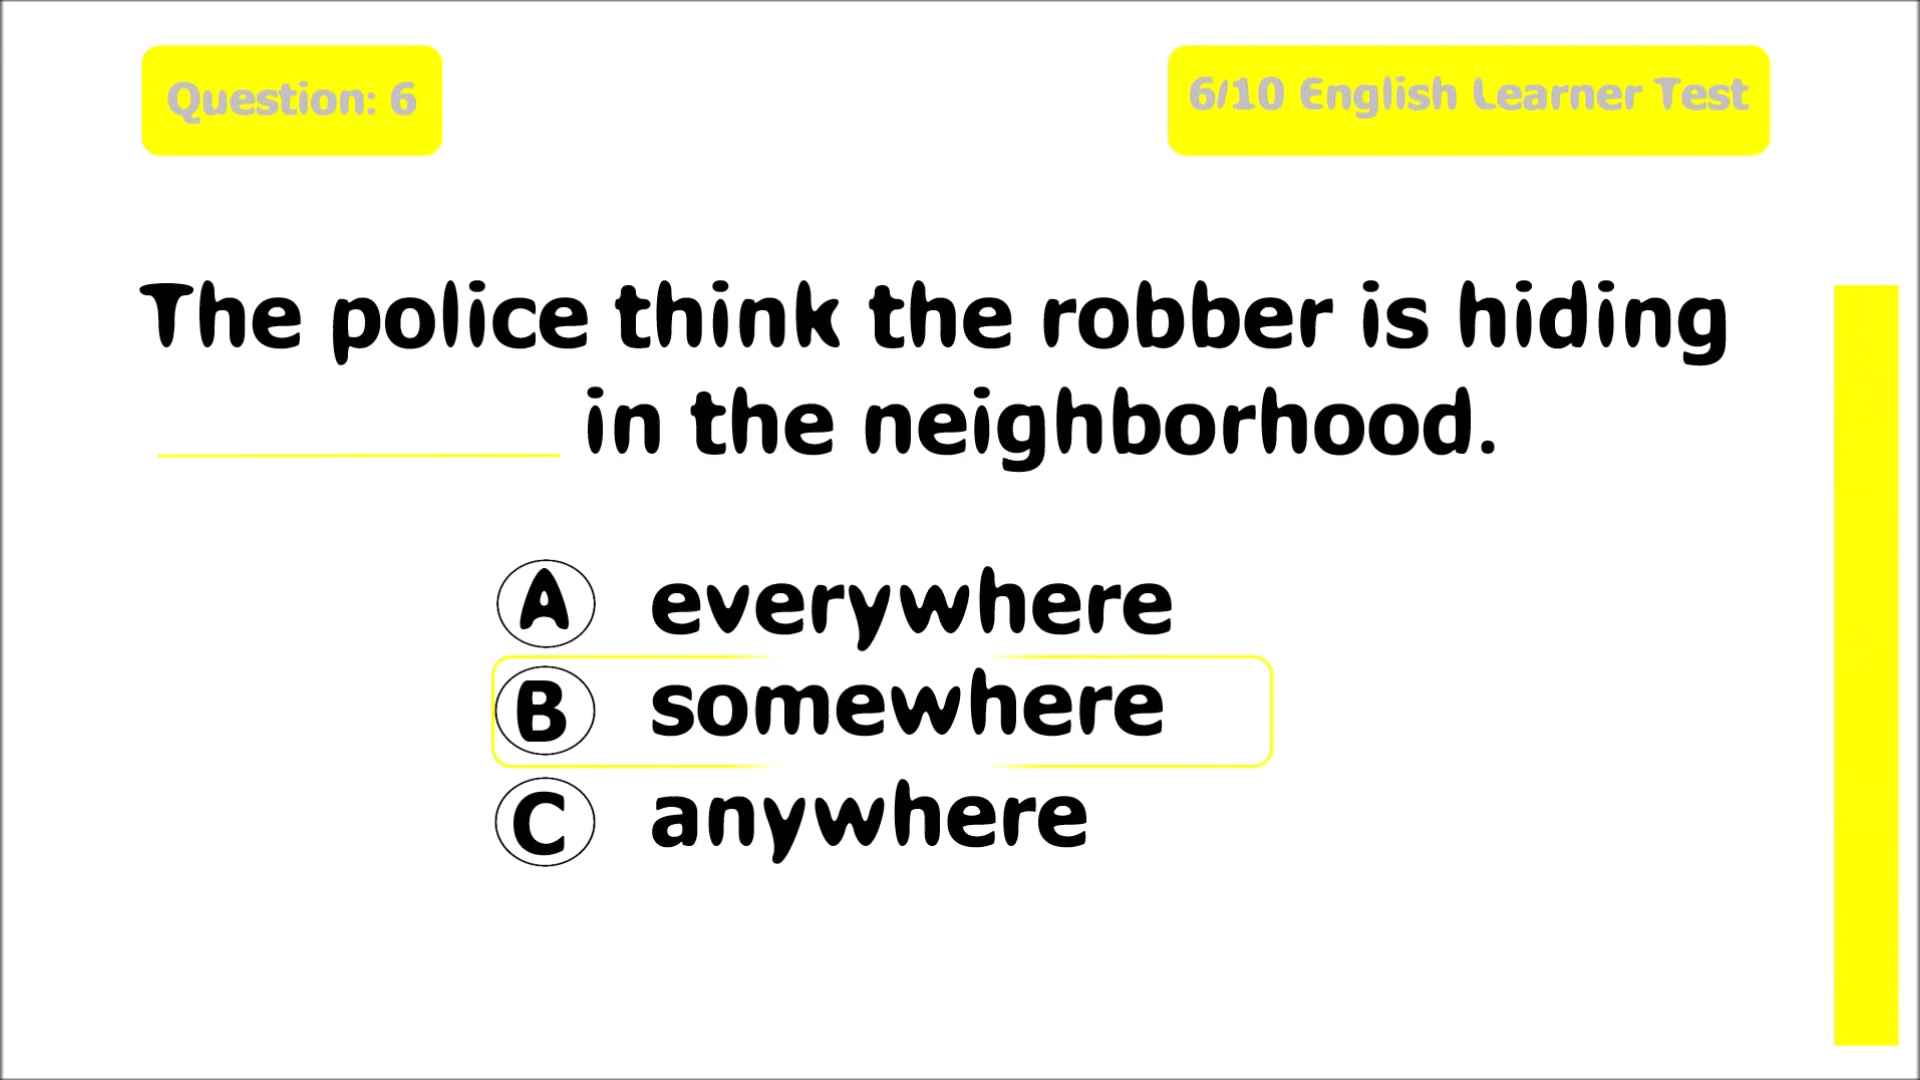 Question: 6
6/10 English Learner Test
The police think the robber is hiding
__________ in the neighborhood.
A everywhere
B somewhere
C anywhere